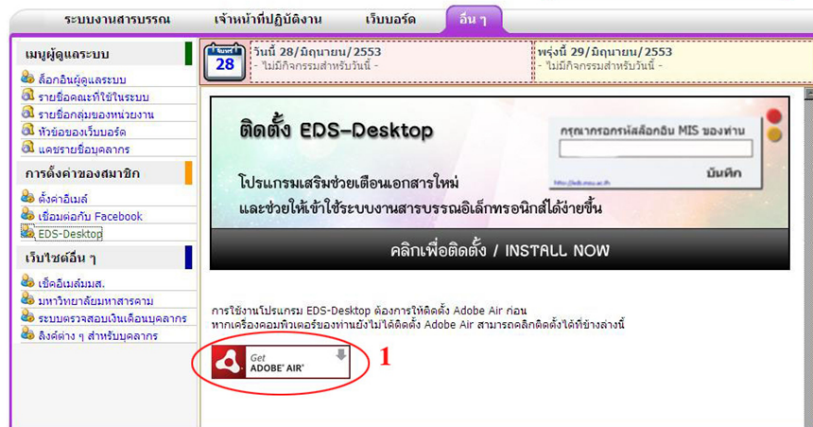 ระบบงานสารบรรณ เจ้าหน้าที่ปฏิบัติงาน เว็บบอร์ด อื่น ๆ
เมนูผู้ดูแลระบบ
ล็อกอินผู้ดูแลระบบ
รายชื่อคณะที่ใช้ในระบบ
รายชื่อกลุ่มของหน่วยงาน
หัวข้อของเว็บบอร์ด
แคชรายชื่อบุคลากร
การตั้งค่าของสมาชิก
ตั้งค่าอีเมล์
เชื่อมต่อกับ Facebook
EDS-Desktop
เว็บไซต์อื่น ๆ
เช็คอีเมล์มมส.
มหาวิทยาลัยมหาสารคาม
ระบบตรวจสอบเงินเดือนบุคลากร
ลิงค์ต่าง ๆ สำหรับบุคลากร
28
วันนี้ 28/มิถุนายน/2553
- ไม่มีกิจกรรมสำหรับวันนี้ -
พรุ่งนี้ 29/มิถุนายน/2553
- ไม่มีกิจกรรมสำหรับวันนี้ -
ติดตั้ง EDS-Desktop
กรุณากรอกรหัสล็อกอิน MIS ของท่าน
บันทึก
โปรแกรมเสริมช่วยเตือนเอกสารใหม่
และช่วยให้เข้าใช้ระบบงานสารบรรณอิเล็กทรอนิกส์ได้ง่ายขึ้น
คลิกเพื่อติดตั้ง / INSTALL NOW
การใช้งานโปรแกรม EDS-Desktop ต้องการให้ติดตั้ง Adobe Air ก่อน
หากเครื่องคอมพิวเตอร์ของท่านยังไม่ได้ติดตั้ง Adobe Air สามารถคลิกติดตั้งได้ที่ข้างล่างนี้
Get
ADOBE® AIR®
1